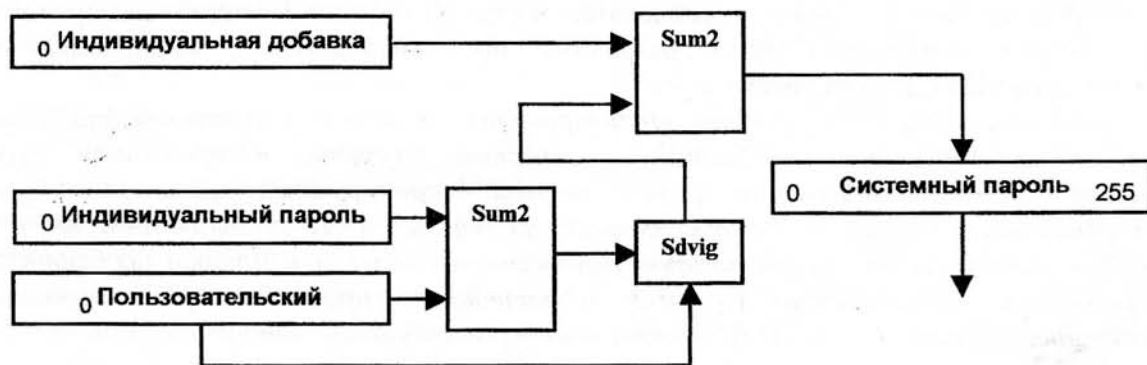 0 Индивидуальная добавка
Sum2
0 Системный пароль 255
0 Индивидуальный пароль
Sum2
Sdvig
0 Пользовательский